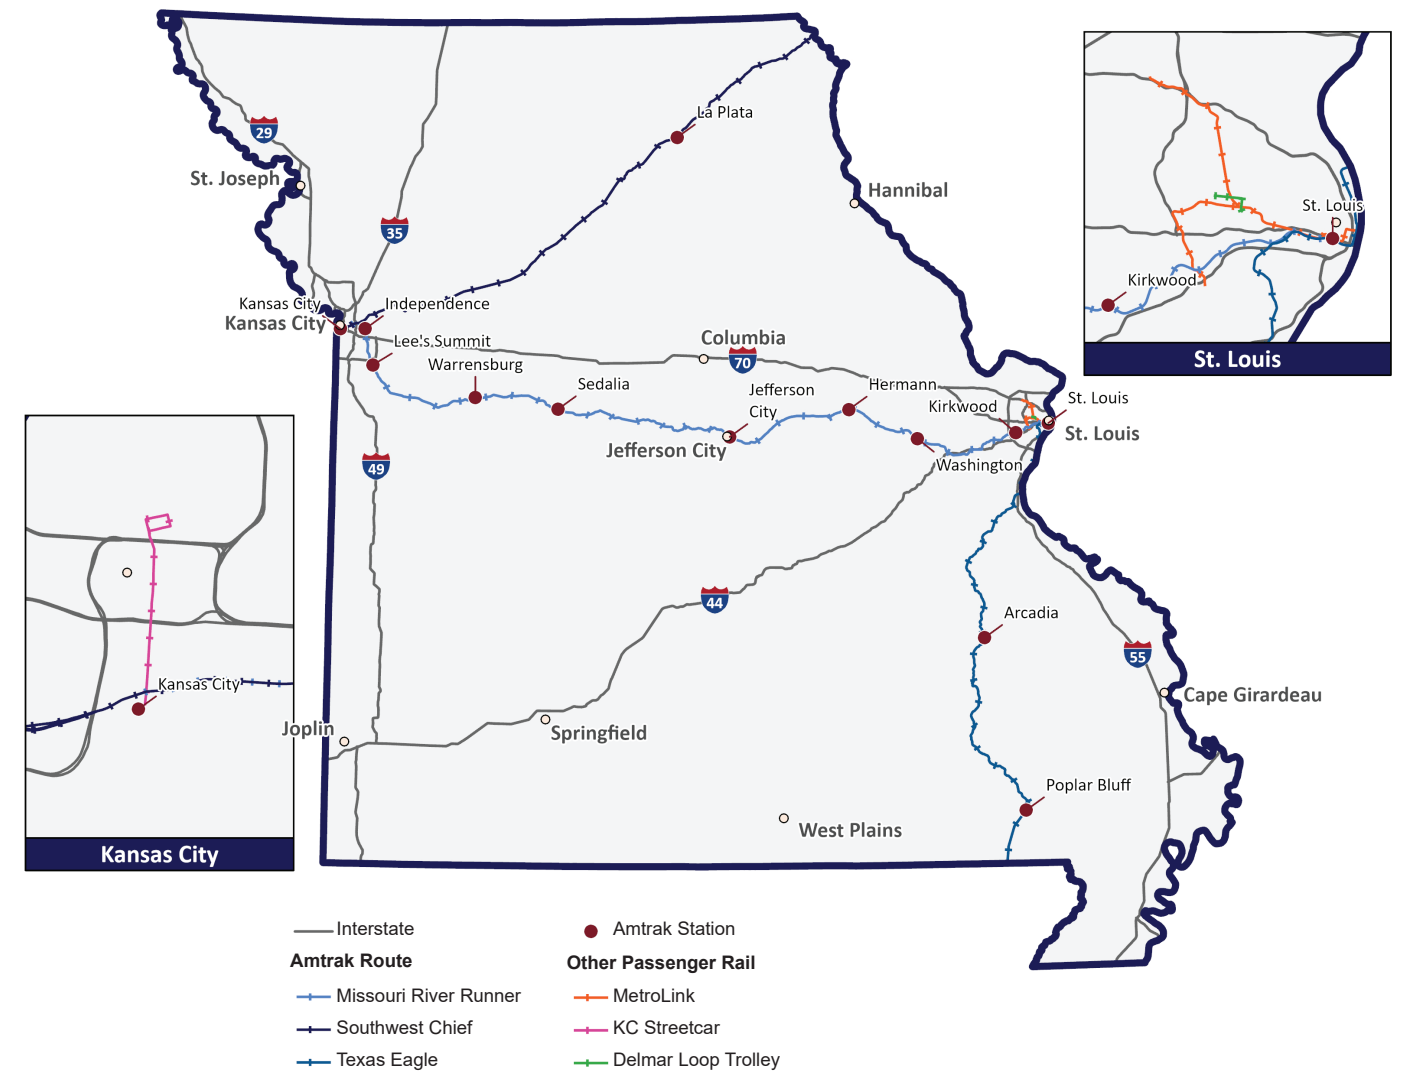 29
La Plata
St. Joseph
Hannibal
35
Kansas City
Independence
Kansas City
Lee's Summit
Warrensburg
Columbia
70
Sedalia
Jefferson
City
Hermann
Kirkwood
St. Louis
St. Louis
Jefferson City
Washington
49
44
Arcadia
55
Cape Girardeau
Joplin
Springfield
Poplar Bluff
West Plains
St. Louis
Kirkwood
St. Louis
Kansas City
Kansas City
Interstate
Amtrak Route
Missouri River Runner
Southwest Chief
Texas Eagle
Amtrak Station
Other Passenger Rail
MetroLink
KC Streetcar
Delmar Loop Trolley